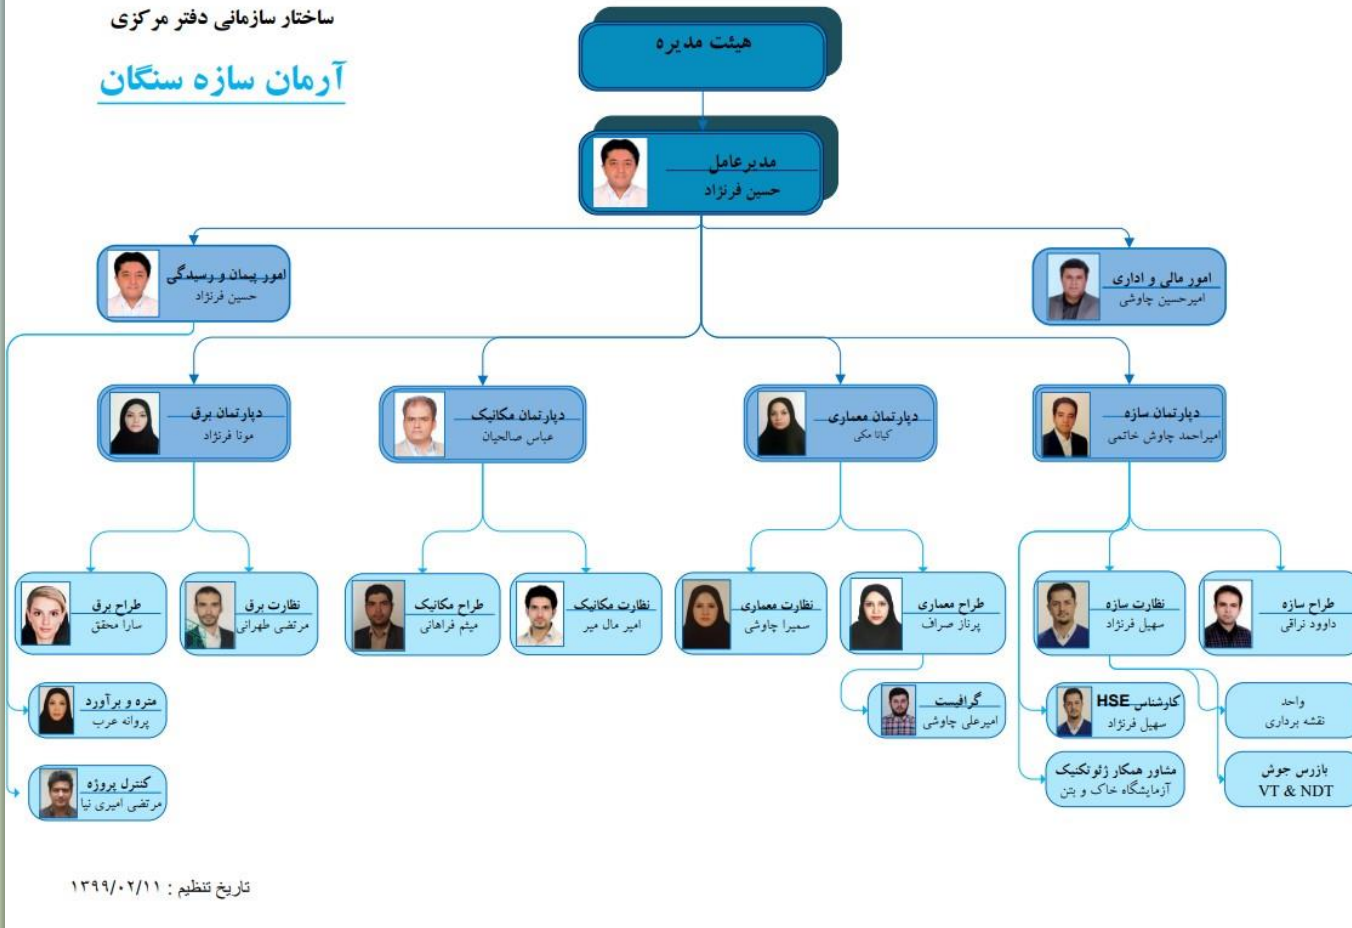 ساختار سازمانی دفتر مرکزی
آرمان سازه سنگان
هیئت مدیره
مدیرعامل
حسین فرنژاد
امور مالی و اداری
امیرحسین چاوشی
امور پیمان و رسیدگی
حسین فرنژاد
دپارتمان سازه
امیراحمد چاوش خاتمی
دپارتمان معماری
کیانا مکی
دپارتمان مکانیک
عباس صالحیان
دپارتمان برق
مونا فرنژاد
طراح سازه
داوود نراقی
نظارت سازه
سهیل فرنژاد
طراح معماری
پرناز صراف
نظارت معماری
سمیرا چاوشی
نظارت مکانیک
امیر مال میر
طراح مکانیک
میثم فراهانی
نظارت برق
مرتضی طهرانی
طراح برق
سارا محقق
واحد
نقشه برداری
کارشناس HSE
سهیل فرنژاد
گرافیست
امیرعلی چاوشی
متره و برآورد
پروانه عرب
بازرس جوش
VT & NDT
مشاور همکار ژئوتکنیک
آزمایشگاه خاک و بتن
کنترل پروژه
مرتضی امیری نیا
تاریخ تنظیم : ۱۳۹۹/۰۲/۱۱